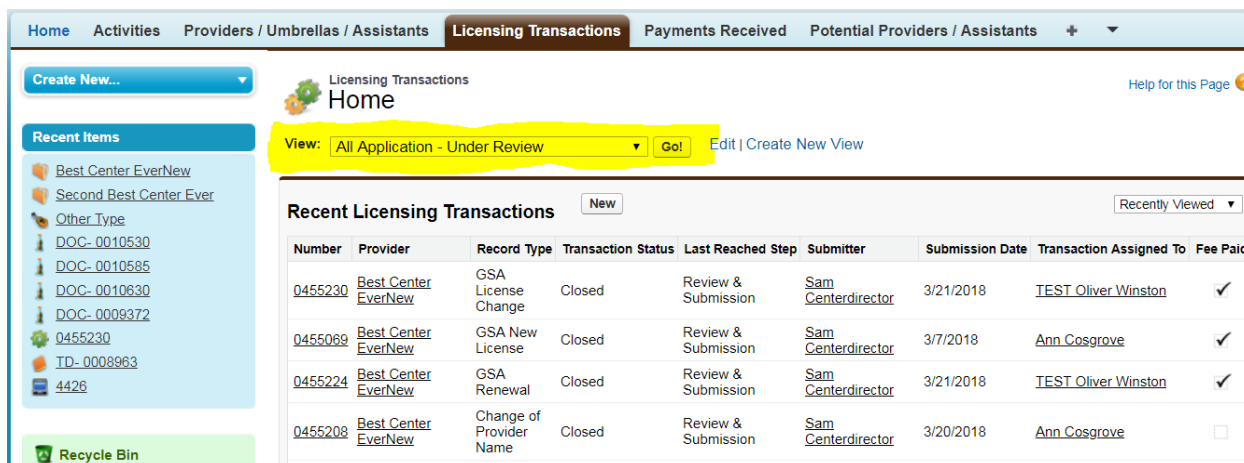 Home Activities Providers / Umbrellas / Assistants Licensing Transactions Payments Received Potential Providers / Assistants +
Create New...
Recent Items
Best Center EverNew
Second Best Center Ever
Other Type
DOC- 0010530
DOC- 0010585
DOC- 0010630
DOC- 0009372
0455230
TD- 0008963
4426
Recycle Bin
Licensing Transactions
Home
Help for this Page
View: All Application - Under Review Go! Edit | Create New View
Recent Licensing Transactions New Recently Viewed
Number Provider Record Type Transaction Status Last Reached Step Submitter Submission Date Transaction Assigned To Fee Paid
0455230 Best Center EverNew GSA License Change Closed Review & Submission Sam Centerdirector 3/21/2018 TEST Oliver Winston
0455069 Best Center EverNew GSA New License Closed Review & Submission Sam Centerdirector 3/7/2018 Ann Cosgrove
0455224 Best Center EverNew GSA Renewal Closed Review & Submission Sam Centerdirector 3/21/2018 TEST Oliver Winston
0455208 Best Center EverNew Change of Provider Name Closed Review & Submission Sam Centerdirector 3/20/2018 Ann Cosgrove